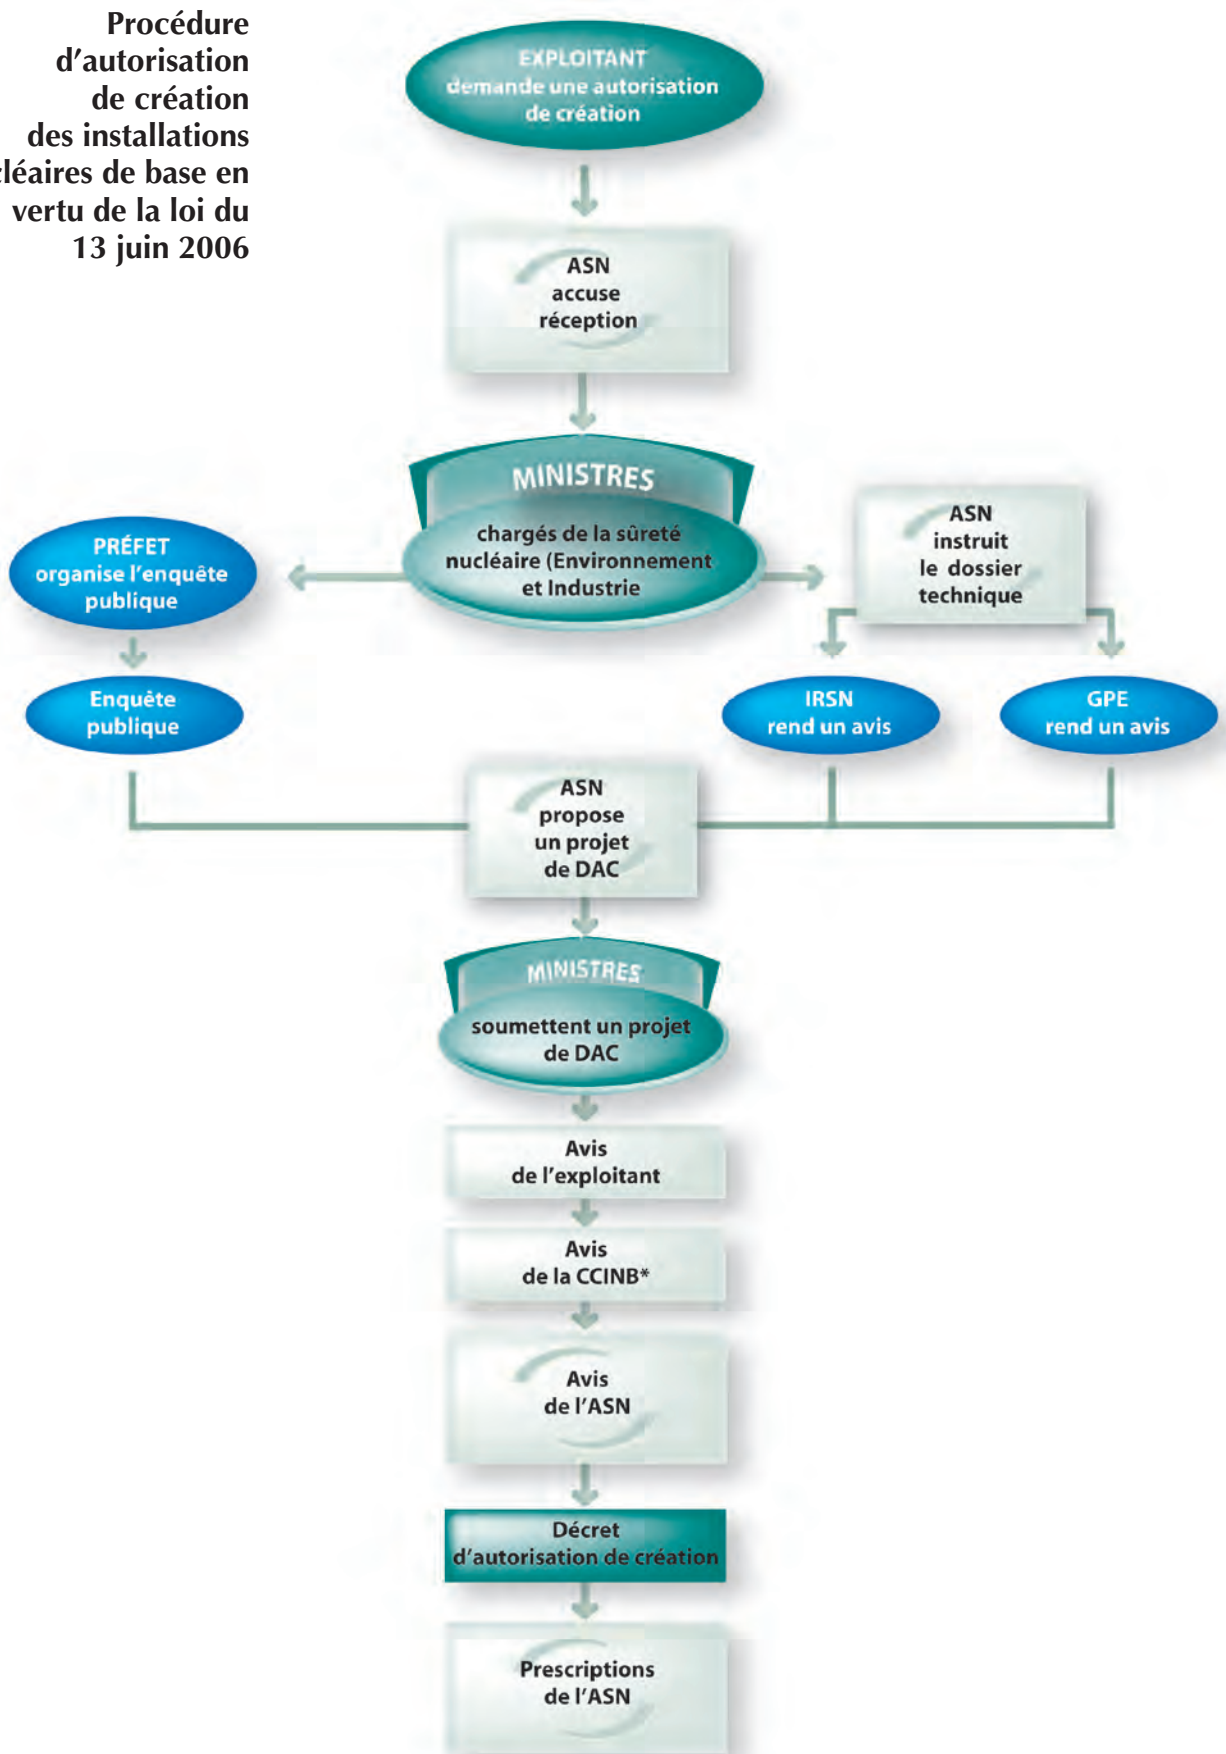 Procédure
d'autorisation
de création
des installations
cléaires de base en
vertu de la loi du
13 juin 2006
EXPLOITANT
demande une autorisation
de création
ASN
accuse
réception
MINISTRES
chargés de la sûreté
nucléaire (Environnement
et Industrie
PRÉFET
organise l'enquête
publique
ASN
instruit
le dossier
technique
Enquête
publique
IRSN
rend un avis
GPE
rend un avis
ASN
propose
un projet
de DAC
MINISTRES
soumettent un projet
de DAC
Avis
de l'exploitant
Avis
de la CCINB*
Avis
de l'ASN
Décret
d'autorisation de création
Prescriptions
de l'ASN